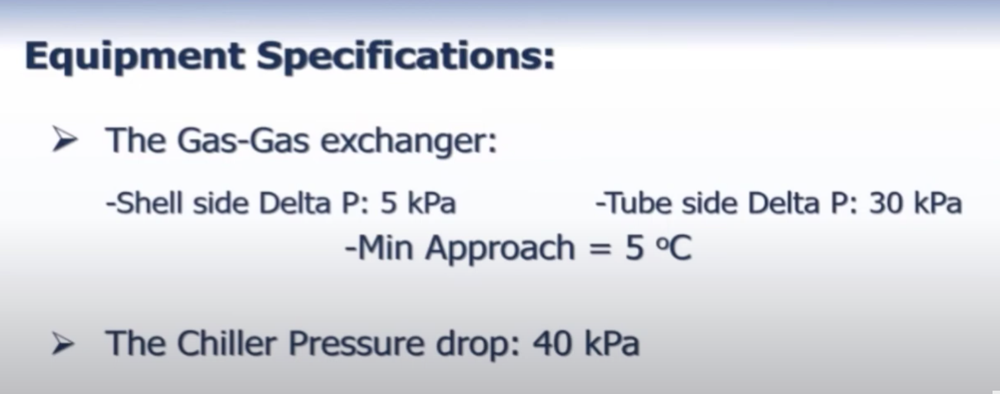 Equipment Specifications:
➢ The Gas-Gas exchanger:
-Shell side Delta P: 5 kPa -Tube side Delta P: 30 kPa
-Min Approach = 5 ºC
➢ The Chiller Pressure drop: 40 kPa